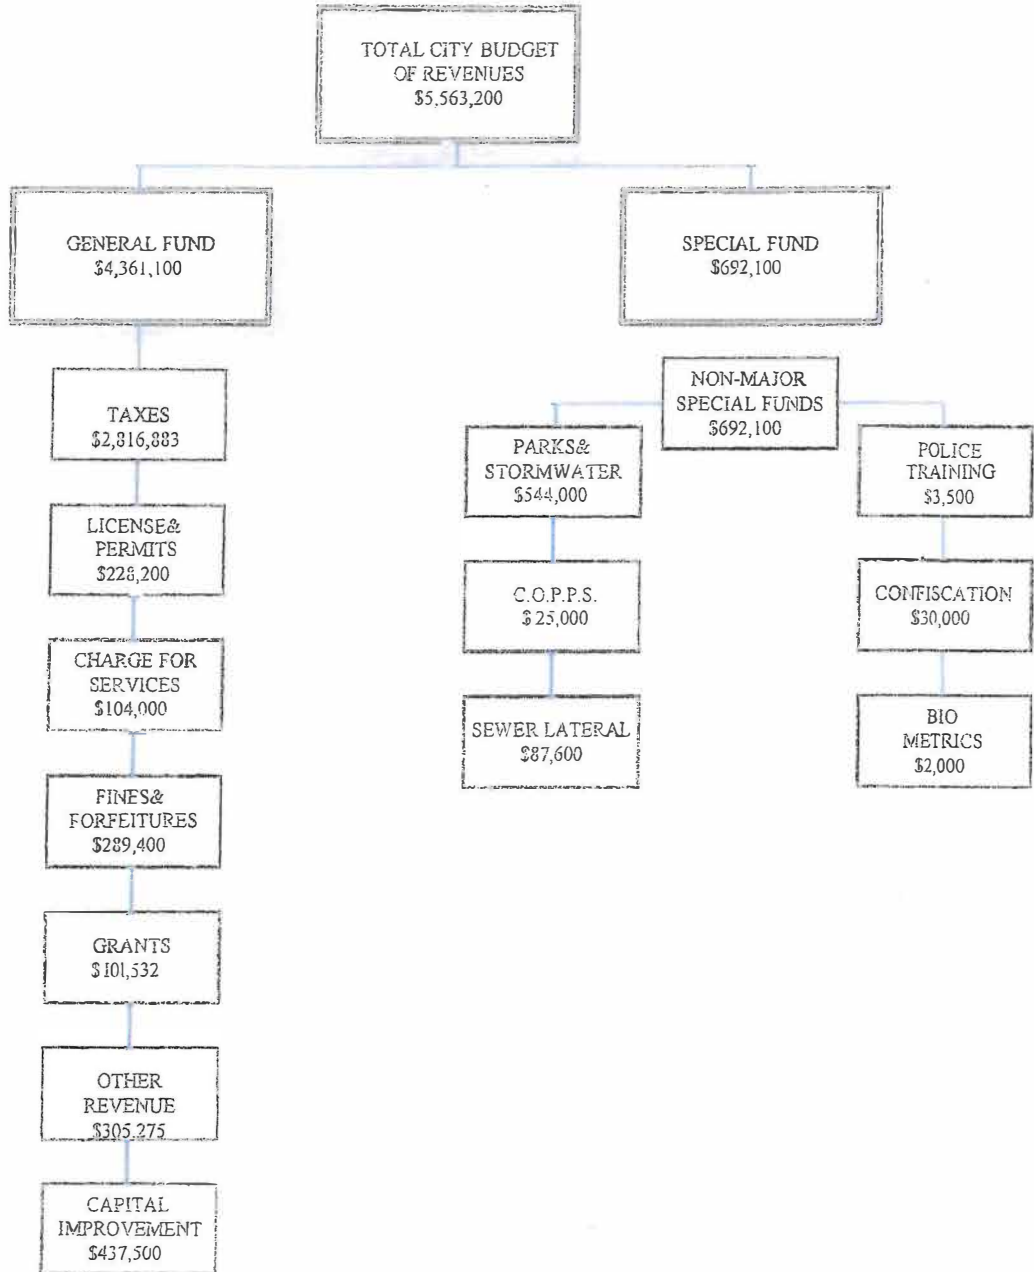 TOTAL CITY BUDGET
OF REVENUES
$5,563,200
GENERAL FUND
$4,361,100
SPECIAL FUND
$692,100
TAXES
$2,816,883
LICENSE&
PERMITS
$228,200
CHARGE FOR
SERVICES
$104,000
FINES&
FORFEITURES
$289,400
GRANTS
$101,532
OTHER
REVENUE
$305,275
CAPITAL
IMPROVEMENT
$437,500
NON-MAJOR
SPECIAL FUNDS
$692,100
PARKS&
STORMWATER
$544,000
C.O.P.P.S.
$25,000
SEWER LATERAL
$87,600
POLICE
TRAINING
$3,500
CONFISCATION
$30,000
BIO
METRICS
$2,000